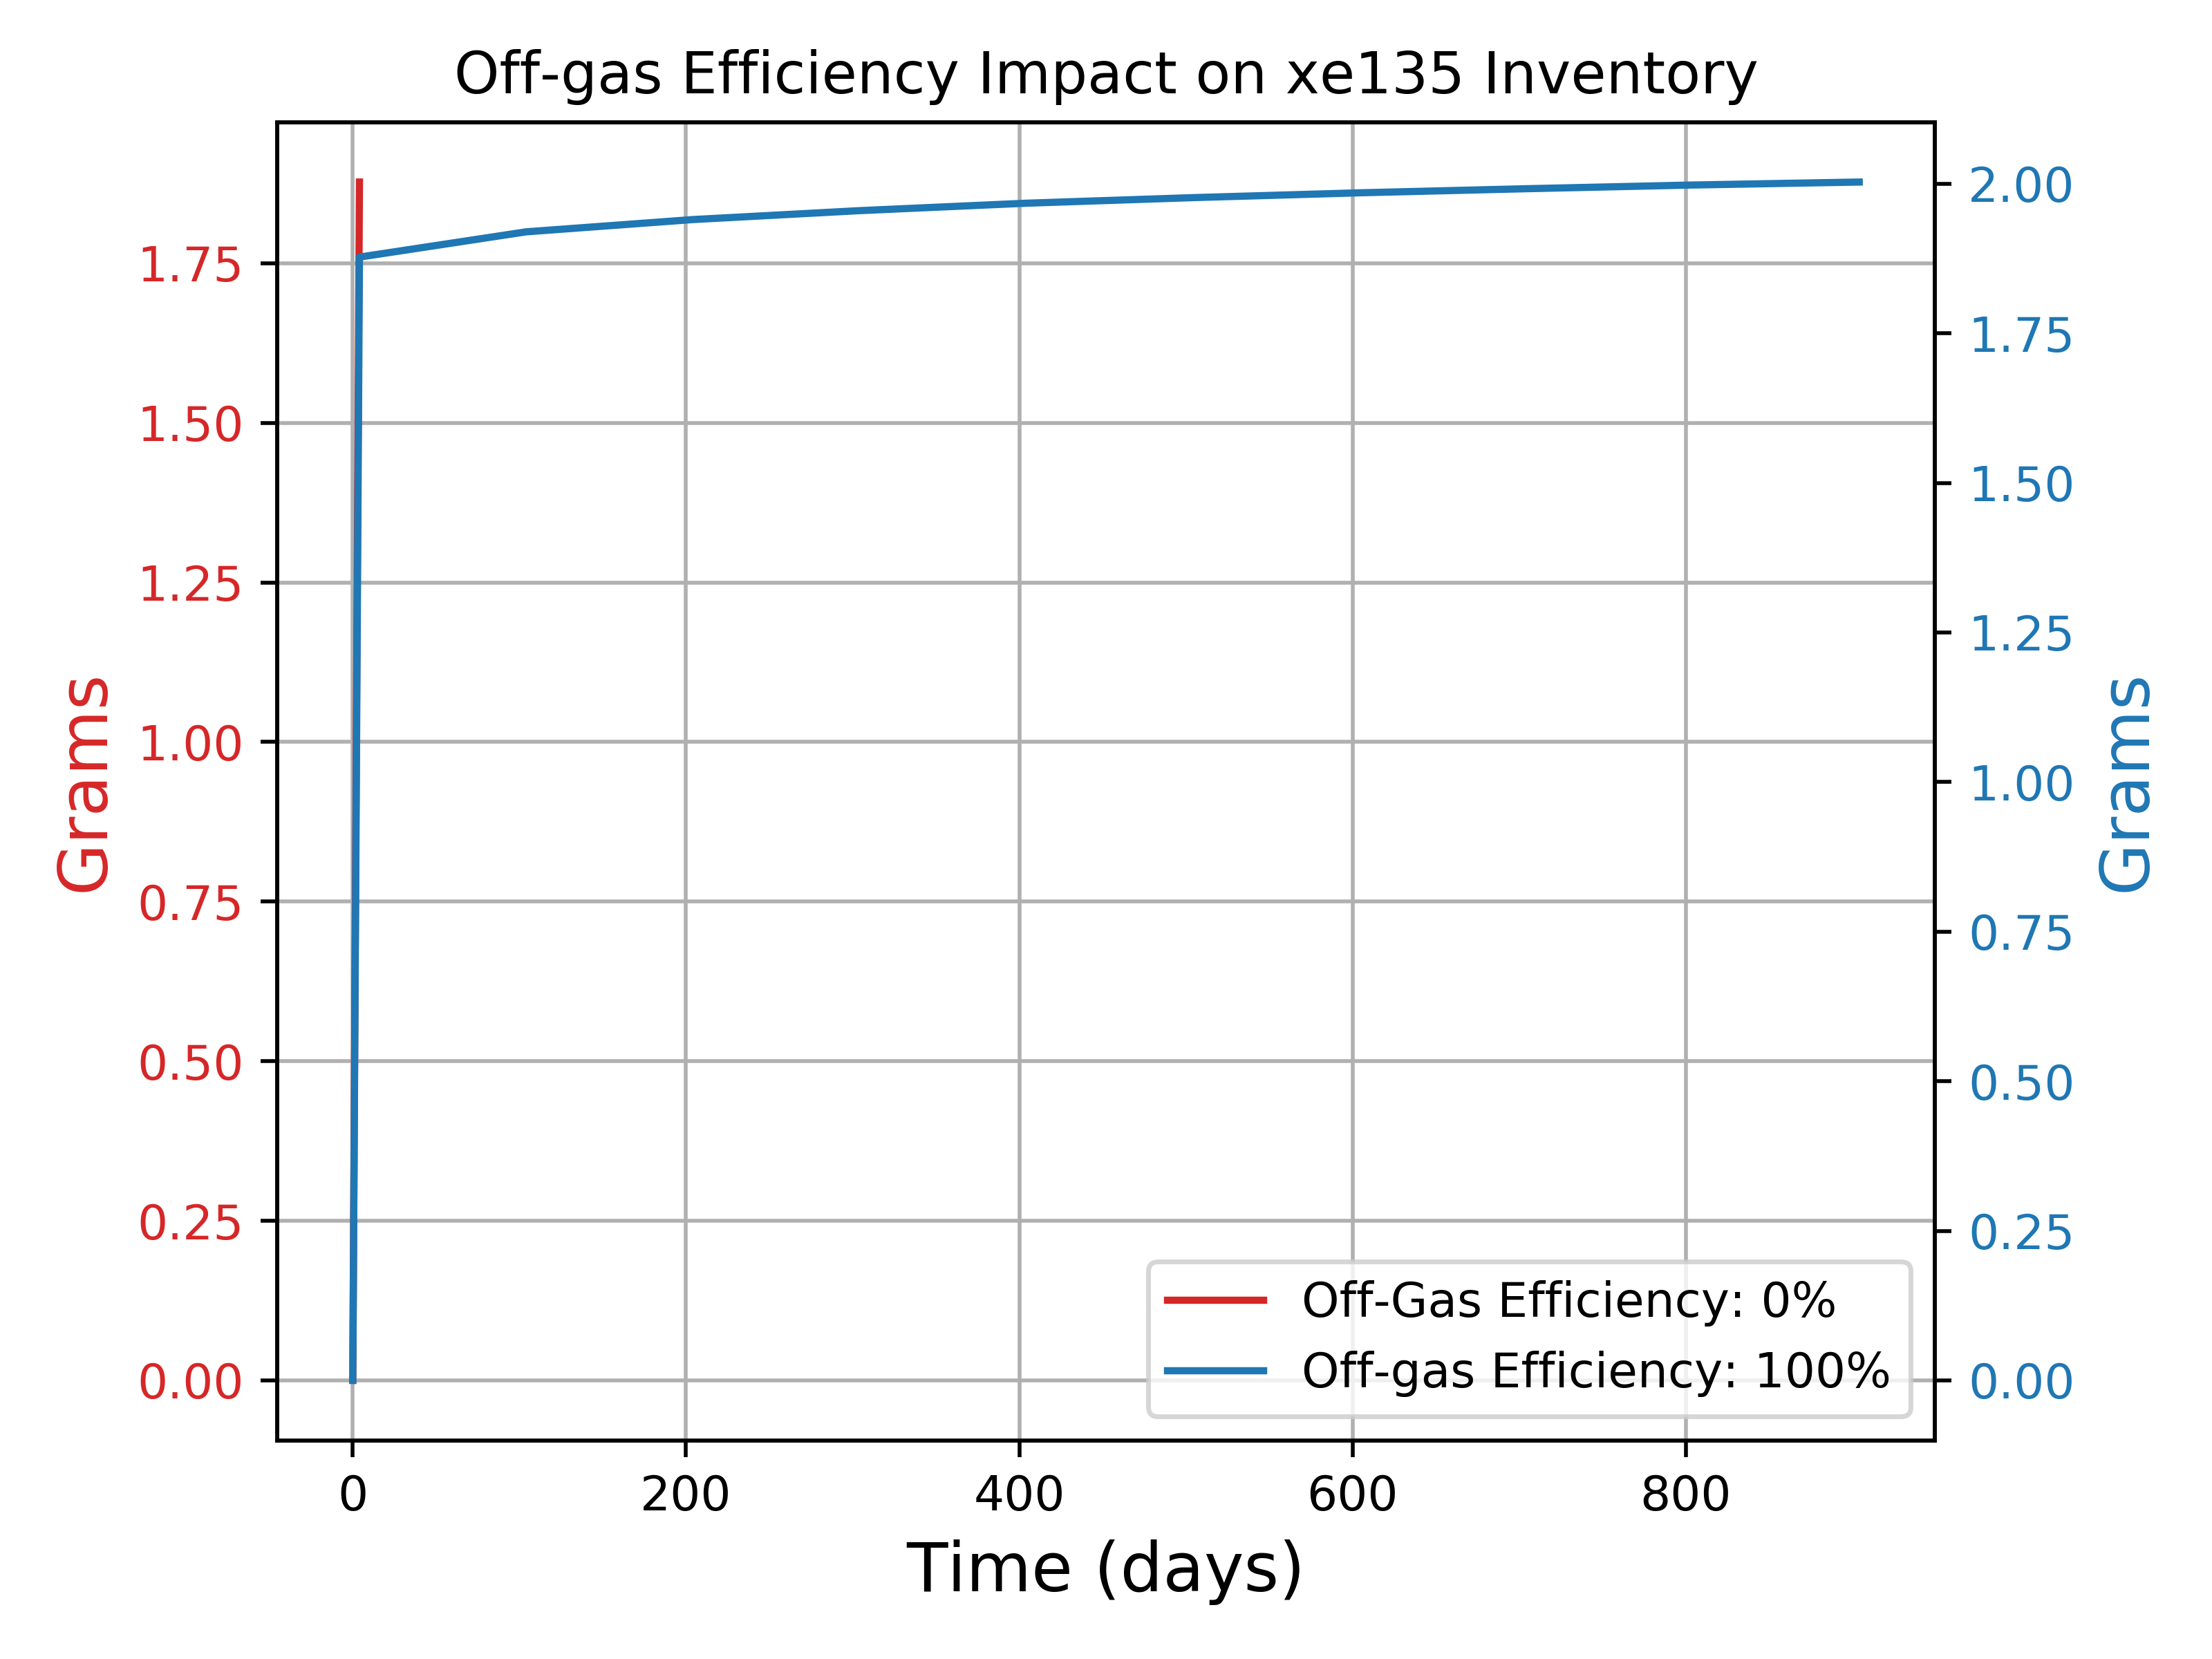 Off-gas Efficiency Impact on xe135 Inventory
Grams
1.75
1.50
1.25
1.00
0.75
0.50
0.25
0.00
2.00
1.75
1.50
1.25
1.00
0.75
0.50
0.25
0.00
Grams
Off-Gas Efficiency: 0%
Off-gas Efficiency: 100%
0 200 400 600 800
Time (days)